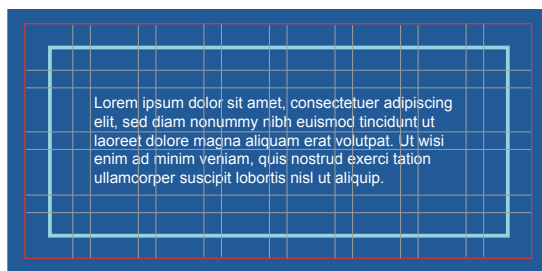 Lorem ipsum dolor sit amet, consectetuer adipiscing
elit, sed diam nonummy nibh euismod tincidunt ut
laoreet dolore magna aliquam erat volutpat. Ut wisi
enim ad minim veniam, quis nostrud exerci tation
ullamcorper suscipit lobortis nisl ut aliquip.